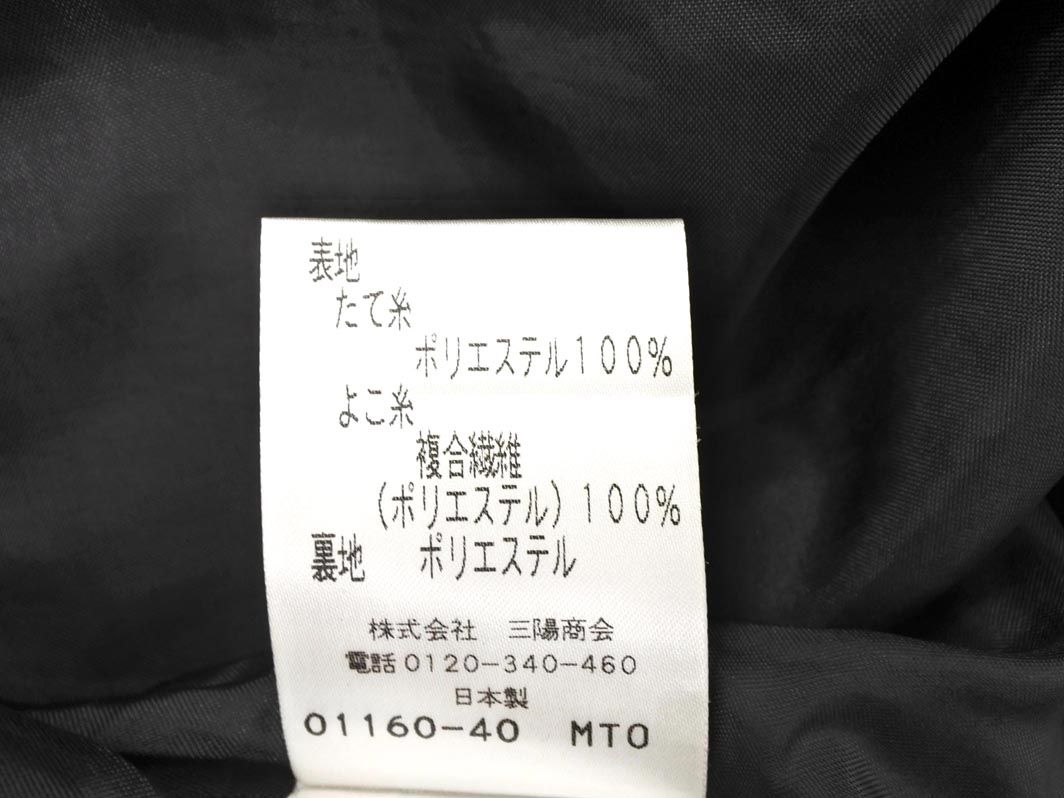 表地
たて糸
ポリエステル100%
よこ糸
複合繊維
(ポリエステル)100%
裏地 ポリエステル
株式会社 三陽商会
電話0120-340-460
日本製
01160-40 MTO